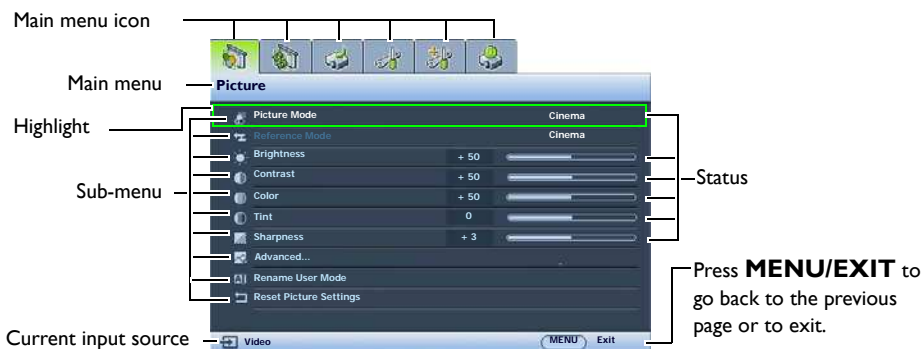 Main menu icon
Main menu
Picture
Highlight
Picture Mode Cinema
Reference Mode Cinema
Brightness + 50
Contrast + 50
Sub-menu
Status
Color + 50
Tint 0
Sharpness + 3
Advanced...
Rename User Mode
Reset Picture Settings
Press MENU/EXIT to
go back to the previous
page or to exit.
Current input source
Video
MENU Exit